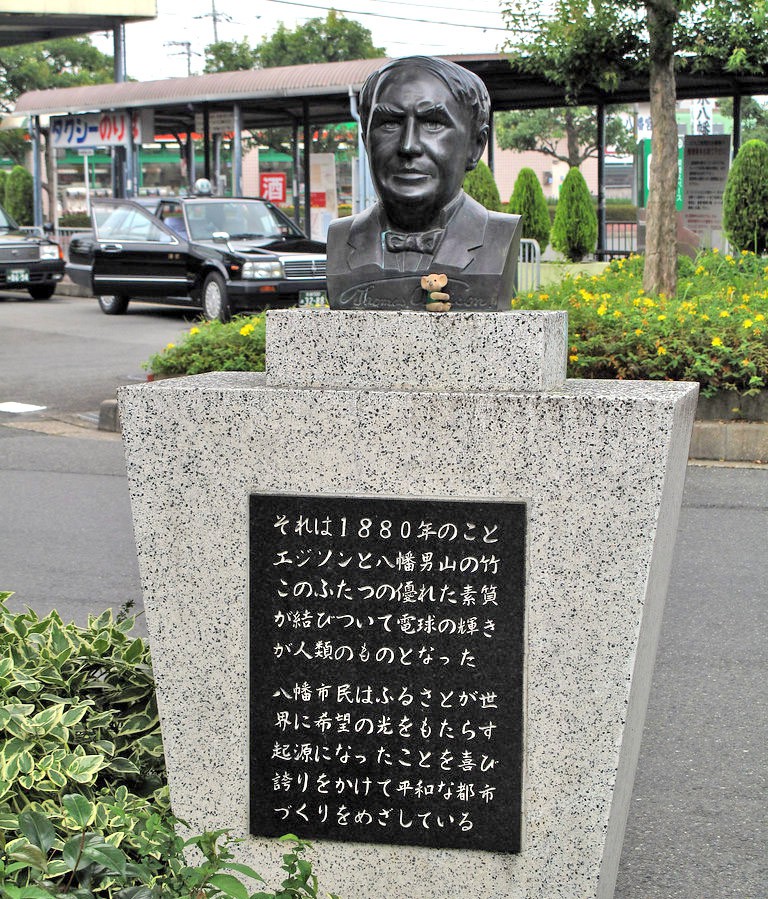 タクシーのりば
酒
Thomas
それは1880年のこと
エジソンと八幡男山の竹
このふたつの優れた素質
が結びついて電球の輝き
が人類のものとなった
八幡市民はふるさとが世
界に希望の光をもたらす
起源になったことを喜び
誇りをかけて平和な都市
づくりをめざしている